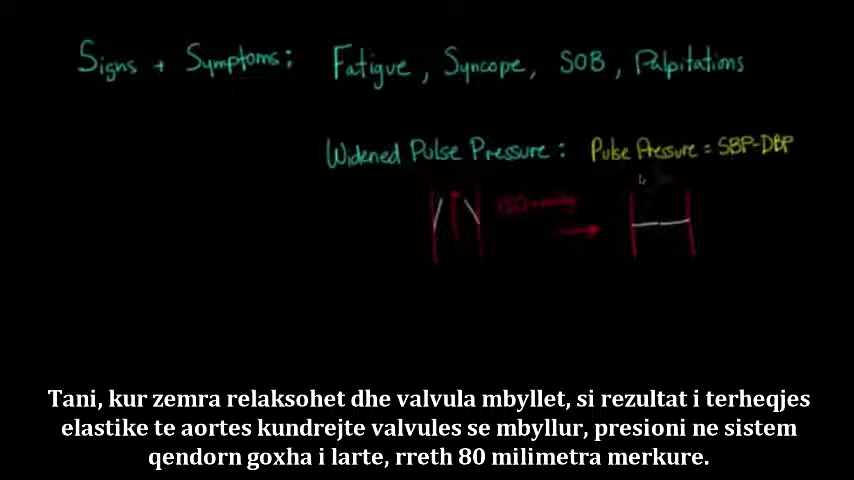 Signs + Symptoms: Fatigue, Syncope, SOB, Palpitations
Widened Pulse Pressure: Pulse Pressure = SBP-DBP
Tani, kur zemra relaksohet dhe valvula mbyllet, si rezultat i terheqjes
elastike te aortes kundrejte valvules se mbyllur, presioni ne sistem
qendorn goxha i larte, rreth 80 milimetra merkure.